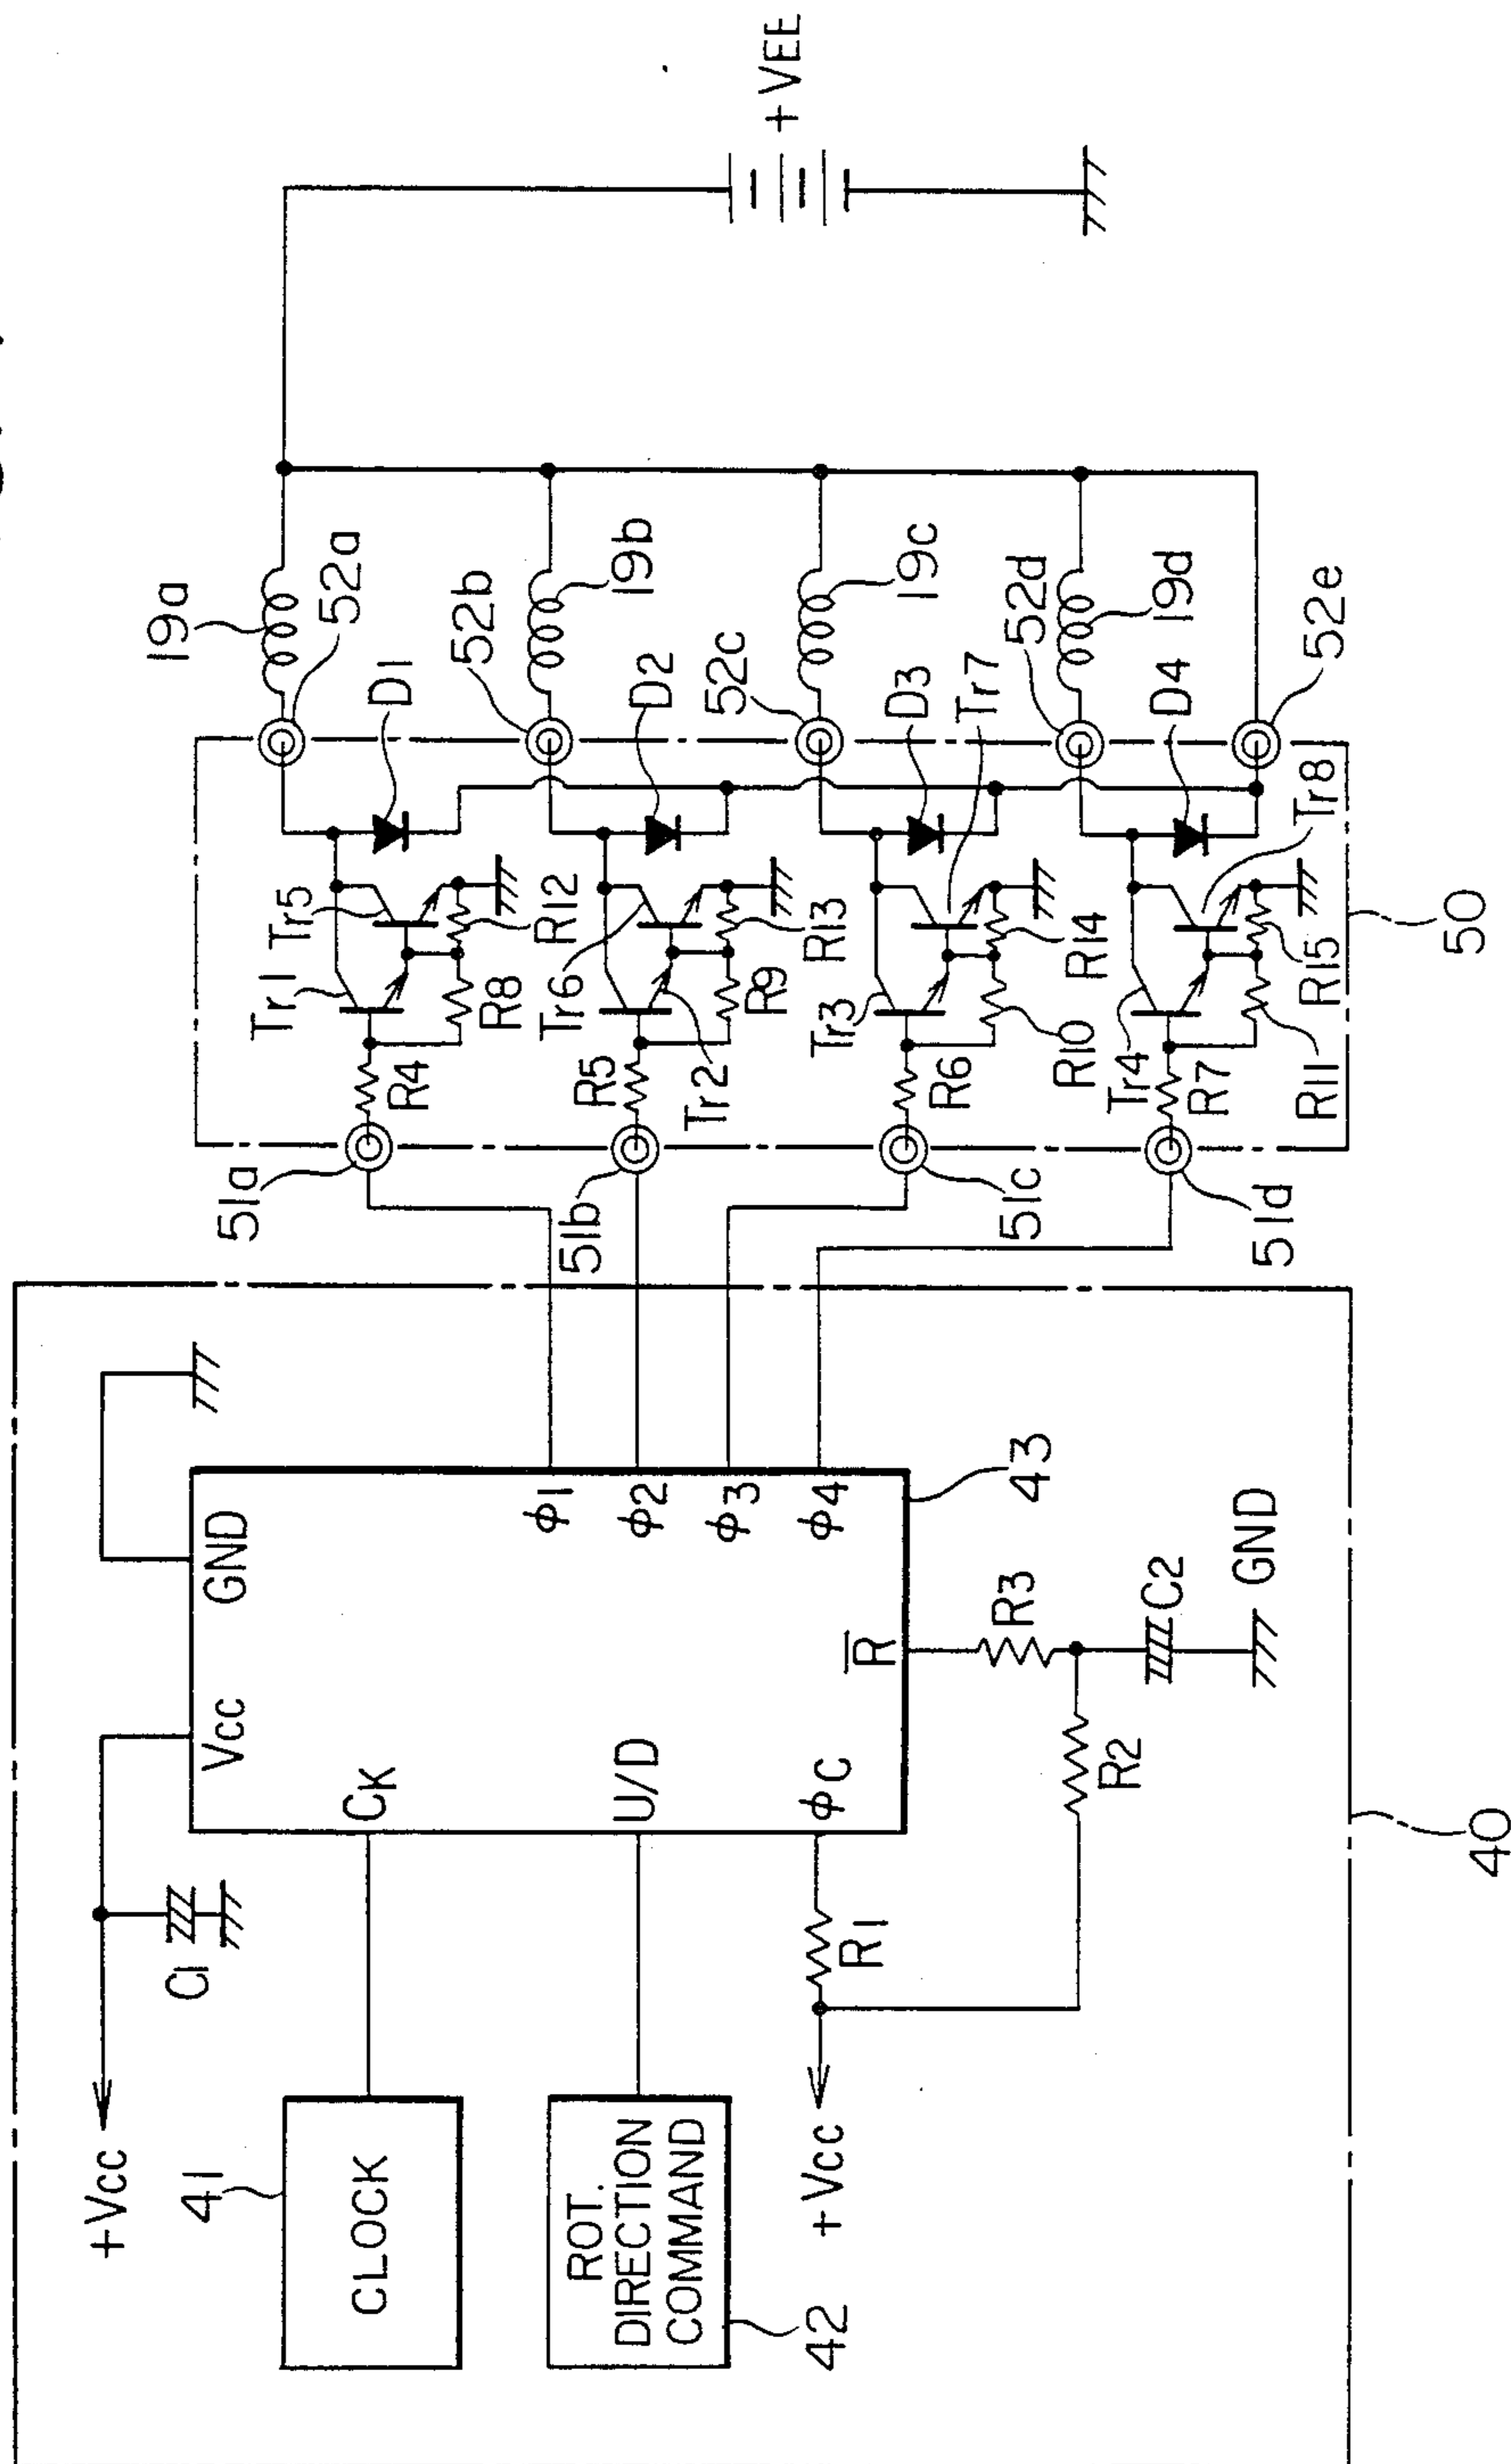 +Vcc
C1
Vcc
GND
41
CLOCK
CK
42
ROT.
DIRECTION
COMMAND
U/D
+Vcc
R1
φC
R̅
R2
R3
C2
GND
φ1
φ2
φ3
φ4
43
40
51a
51b
51c
51d
R4
Tr1
Tr5
R8
R12
D1
52a
19a
R5
Tr6
Tr2
R9
R13
D2
52b
19b
R6
Tr3
R10
R14
Tr7
D3
52c
19c
R7
Tr4
R11
R15
Tr8
D4
52d
19d
52e
50
+VEE